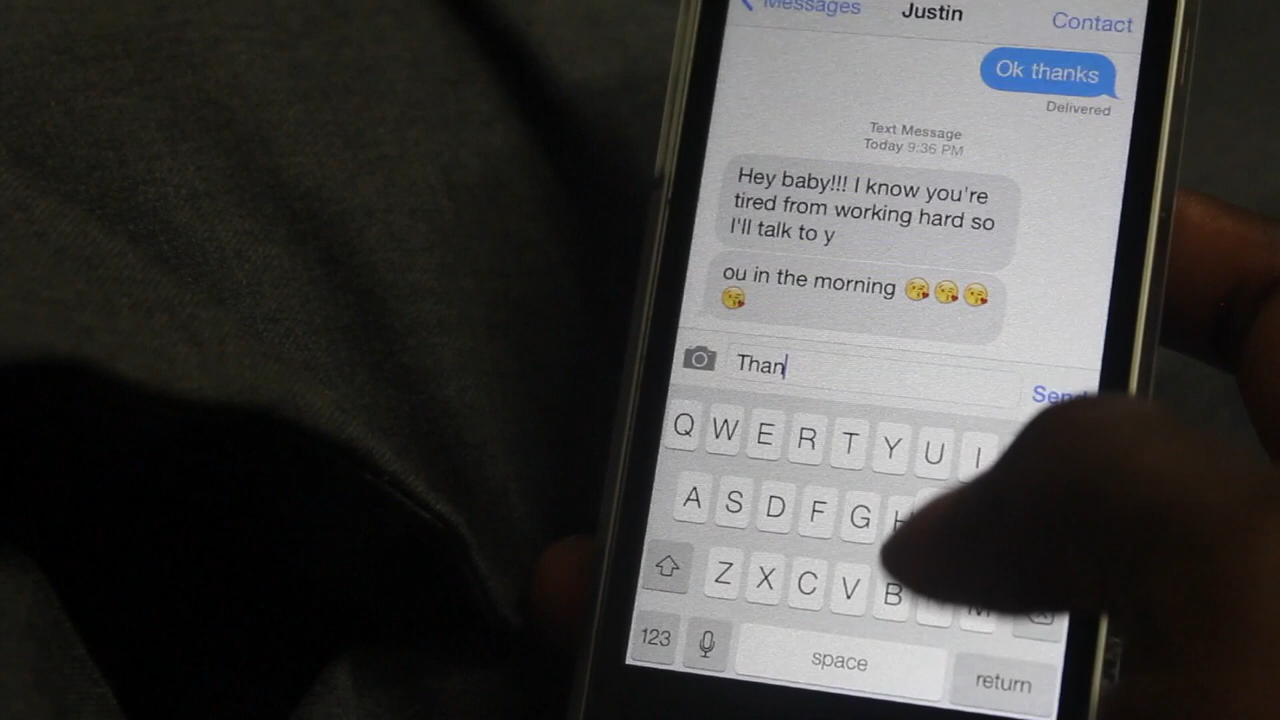 Messages Justin Contact
Ok thanks
Delivered
Text Message
Today 9:36 PM
Hey baby!!! I know you're
tired from working hard so
I'll talk to y
ou in the morning 😘😘😘
😘
Than
Send
Q W E R T Y U I
A S D F G H
Z X C V B M
123 space return